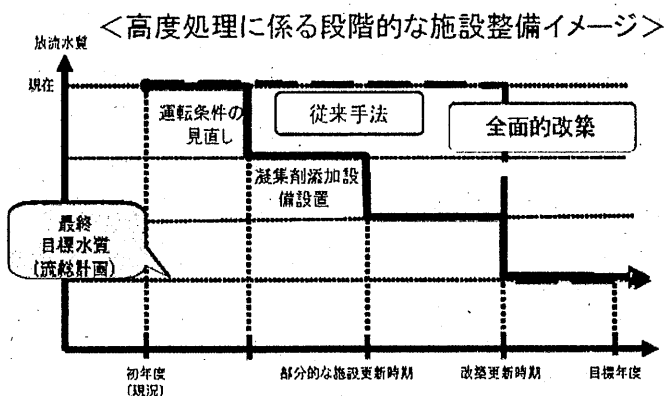 ＜高度処理に係る段階的な施設整備イメージ＞
放流水質
現在
運転条件の
見直し
従来手法
全面的改築
凝集剤添加設
備設置
最終
目標水質
(流総計画)
初年度
(現況)
部分的な施設更新時期
改築更新時期
目標年度